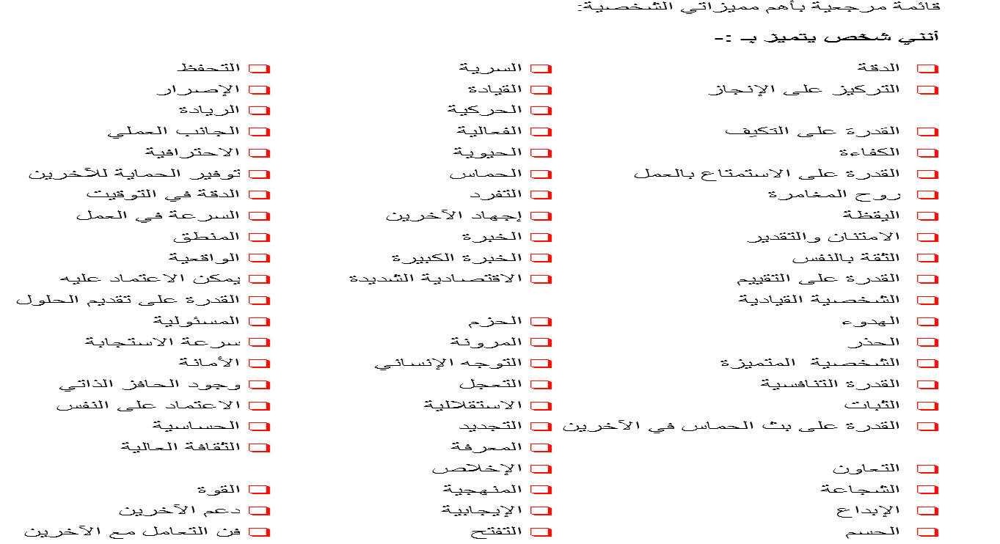 قائمة مرجعية بأهم مميزاتي الشخصية:
أنني شخص يتميز بـ :-
الدقة
التركيز على الإنجاز
القدرة على التكيف
الكفاءة
القدرة على الاستمتاع بالعمل
روح المغامرة
اليقظة
الامتنان والتقدير
الثقة بالنفس
القدرة على التقييم
الشخصية القيادية
الهدوء
الحذر
الشخصية المتميزة
القدرة التنافسية
الثبات
القدرة على بث الحماس في الآخرين
التعاون
الشجاعة
الإبداع
الحسم
السرية
القيادة
الحركية
الفعالية
الحيوية
الحماس
التفرد
إجهاد الآخرين
الخبرة
الخبرة الكبيرة
الاقتصادية الشديدة
الحزم
المرونة
التوجه الإنساني
التعجل
الاستقلالية
التجديد
المعرفة
الإخلاص
المنهجية
الإيجابية
التفتح
التحفظ
الإصرار
الريادة
الجانب العملي
الاحترافية
توفير الحماية للآخرين
الدقة في التوقيت
السرعة في العمل
المنطق
الواقعية
يمكن الاعتماد عليه
القدرة على تقديم الحلول
المسئولية
سرعة الاستجابة
الأمانة
وجود الحافز الذاتي
الاعتماد على النفس
الحساسية
الثقافة العالية
القوة
دعم الآخرين
فن التعامل مع الآخرين